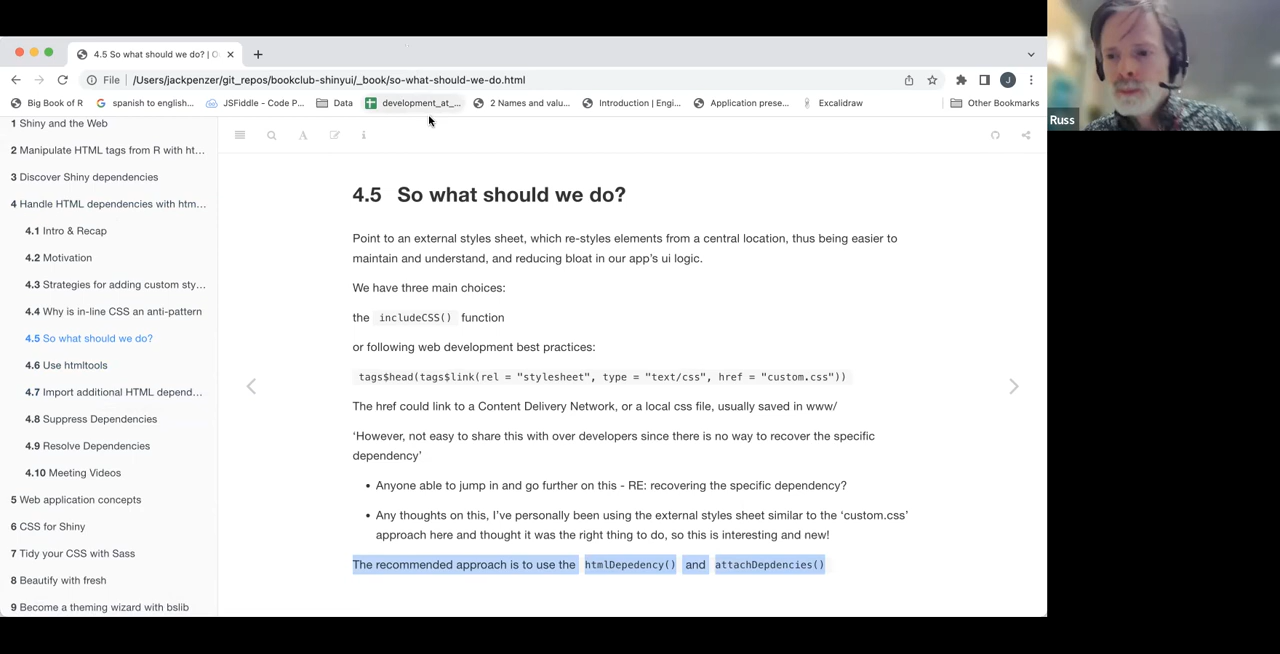 4.5 So what should we do? | O
File
/Users/jackpenzer/git_repos/bookclub-shinyui/_book/so-what-should-we-do.html
J
Big Book of R
spanish to english...
JSFiddle - Code P...
Data
development_at_...
2 Names and valu...
Introduction | Engi...
Application prese...
Excalidraw
Other Bookmarks
Russ
1 Shiny and the Web
2 Manipulate HTML tags from R with ht...
3 Discover Shiny dependencies
4 Handle HTML dependencies with htm...
4.1 Intro & Recap
4.2 Motivation
4.3 Strategies for adding custom sty...
4.4 Why is in-line CSS an anti-pattern
4.5 So what should we do?
4.6 Use htmltools
4.7 Import additional HTML depend...
4.8 Suppress Dependencies
4.9 Resolve Dependencies
4.10 Meeting Videos
5 Web application concepts
6 CSS for Shiny
7 Tidy your CSS with Sass
8 Beautify with fresh
9 Become a theming wizard with bslib
4.5 So what should we do?
Point to an external styles sheet, which re-styles elements from a central location, thus being easier to
maintain and understand, and reducing bloat in our app's ui logic.
We have three main choices:
the includeCSS() function
or following web development best practices:
tags$head(tags$link(rel = "stylesheet", type = "text/css", href = "custom.css"))
The href could link to a Content Delivery Network, or a local css file, usually saved in www/
'However, not easy to share this with over developers since there is no way to recover the specific
dependency'
• Anyone able to jump in and go further on this - RE: recovering the specific dependency?
• Any thoughts on this, I've personally been using the external styles sheet similar to the 'custom.css'
approach here and thought it was the right thing to do, so this is interesting and new!
The recommended approach is to use the htmlDepedency() and attachDepdencies()